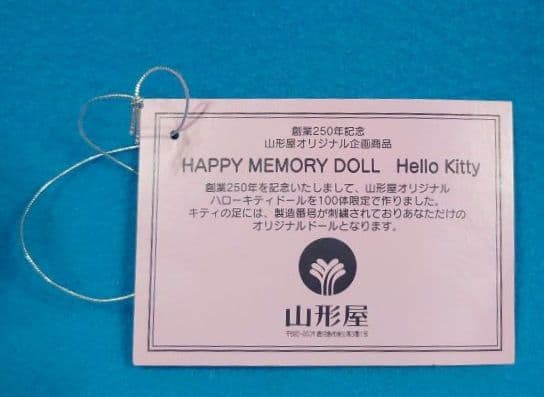 創業250年記念
山形屋オリジナル企画商品
HAPPY MEMORY DOLL Hello Kitty
創業250年を記念いたしまして、山形屋オリジナル
ハローキティドールを100体限定で作りました。
キティの足には、製造番号が刺繍されておりあなただけの
オリジナルドールとなります。
山形屋